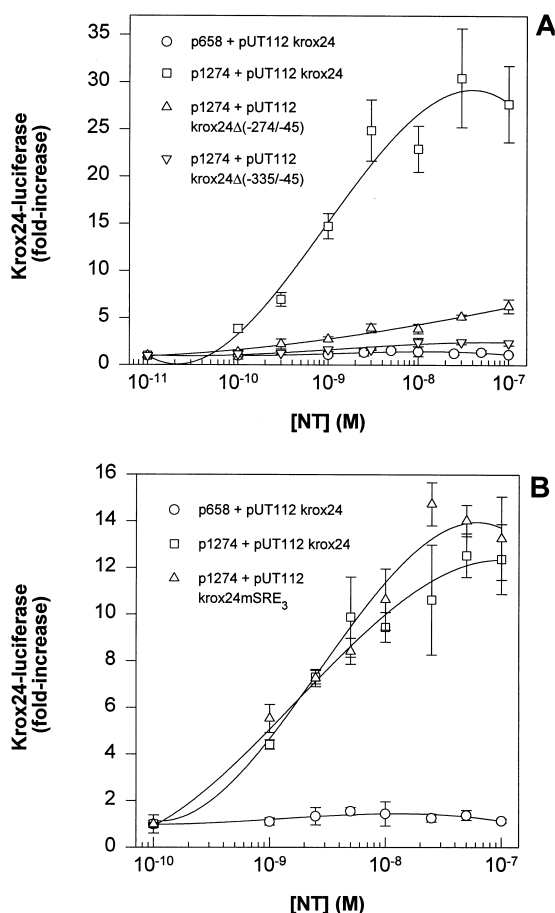 A
35
30
25
20
15
10
5
0
Krox24-luciferase
(fold-increase)
p658 + pUT112 krox24
p1274 + pUT112 krox24
p1274 + pUT112
krox24Δ(-274/-45)
p1274 + pUT112
krox24Δ(-335/-45)
10-11
10-10
10-9
10-8
10-7
[NT] (M)
B
16
14
12
10
8
6
4
2
0
Krox24-luciferase
(fold-increase)
p658 + pUT112 krox24
p1274 + pUT112 krox24
p1274 + pUT112
krox24mSRE3
10-10
10-9
10-8
10-7
[NT] (M)